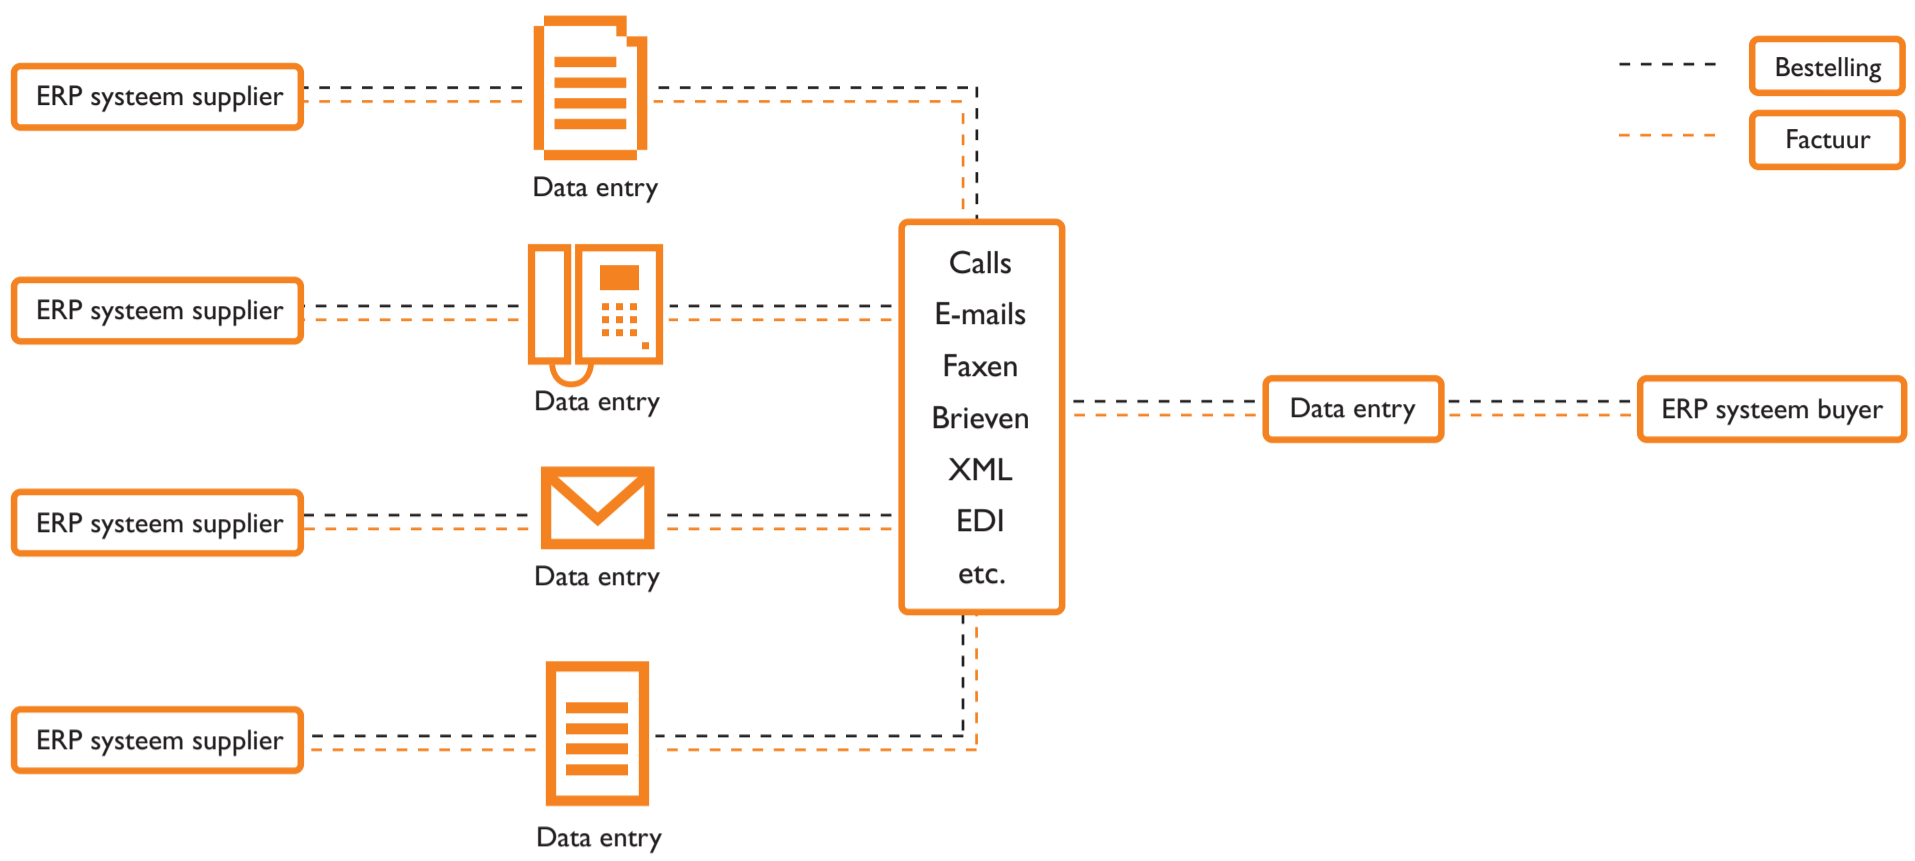 ERP systeem supplier
Data entry
Bestelling
Factuur
ERP systeem supplier
Data entry
ERP systeem supplier
Data entry
ERP systeem supplier
Data entry
Calls
E-mails
Faxen
Brieven
XML
EDI
etc.
Data entry
ERP systeem buyer